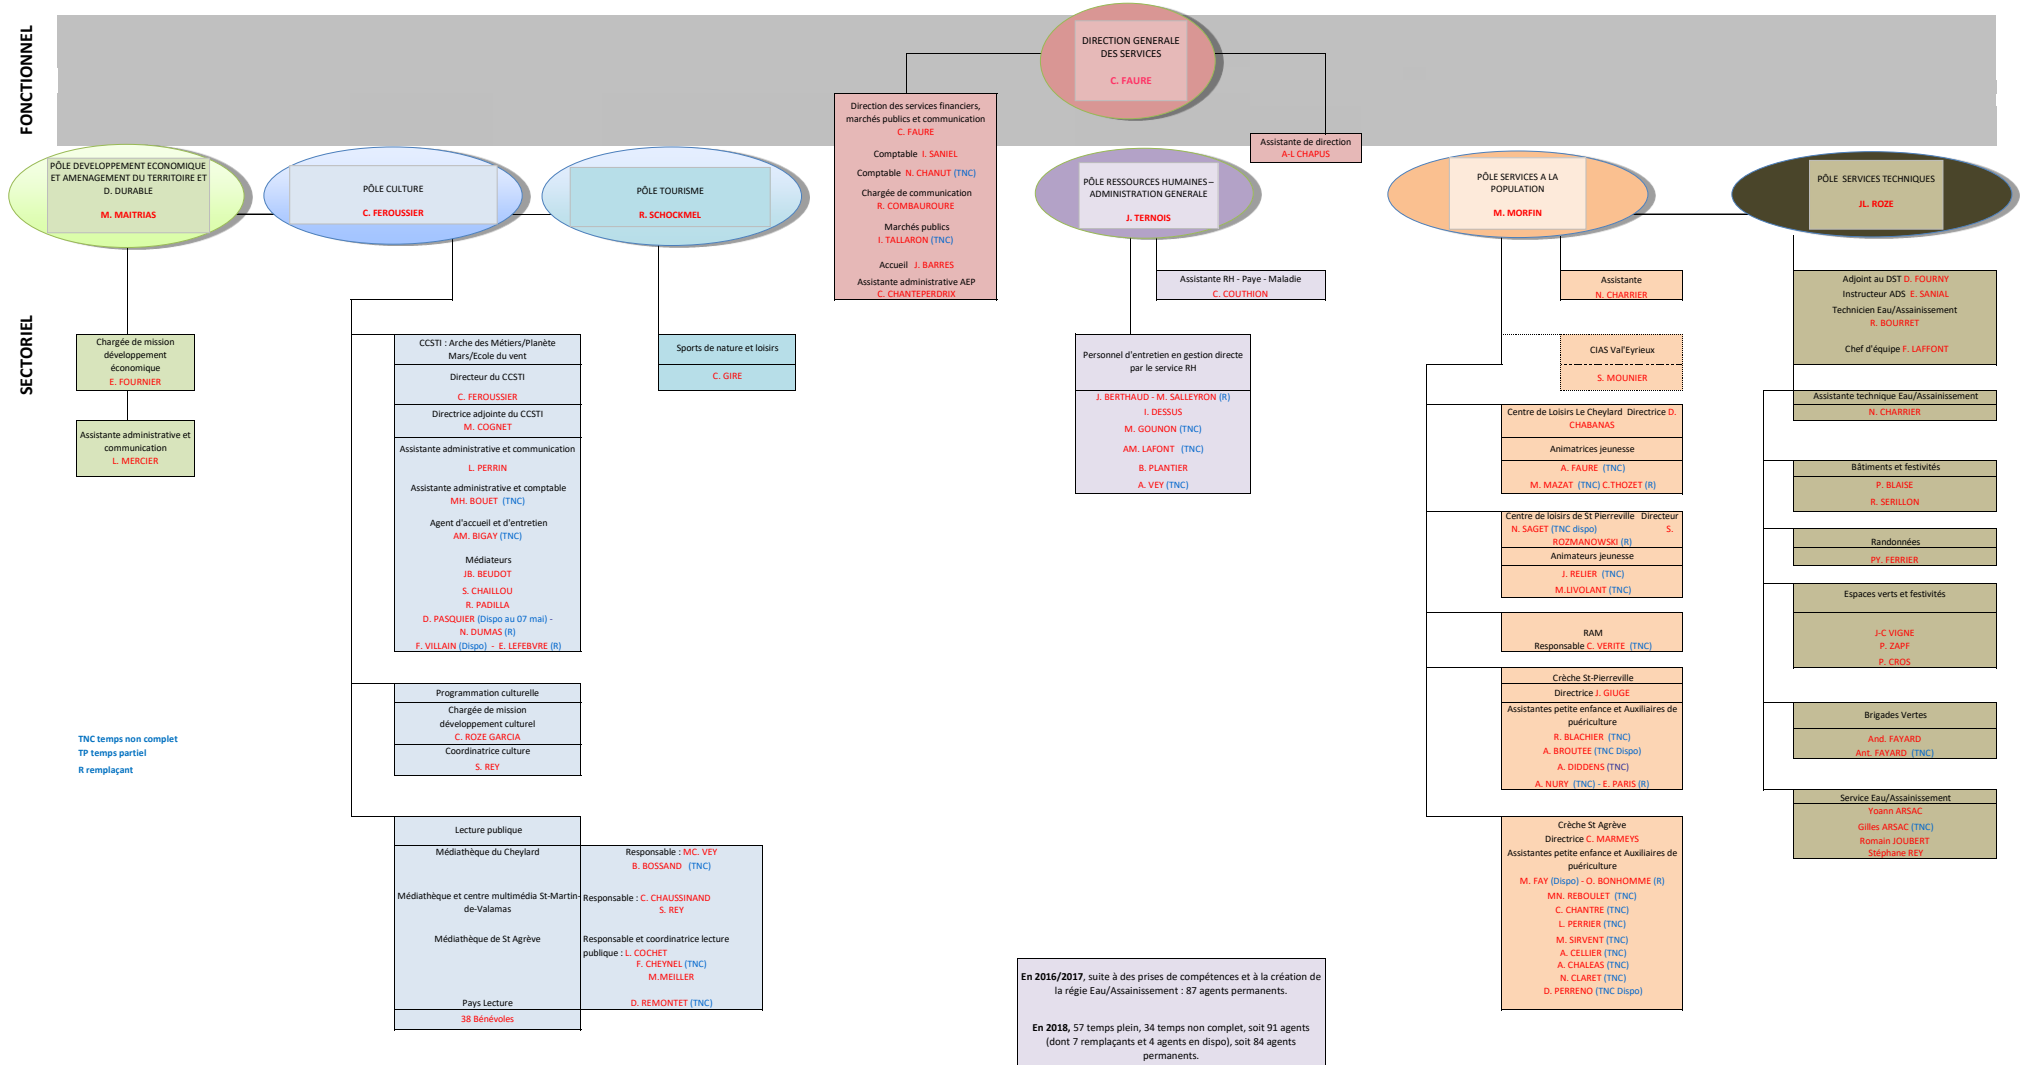 FONCTIONNEL
DIRECTION GENERALE
DES SERVICES
C. FAURE
Direction des services financiers,
marchés publics et communication
C. FAURE
Comptable I. SANIEL
Comptable N. CHANUT (TNC)
Chargée de communication
R. COMBAUROURE
Marchés publics
I. TALLARON (TNC)
Accueil J. BARRES
Assistante administrative AEP
C. CHANTEPERDRIX
Assistante de direction
A-L CHAPUS
SECTORIEL
PÔLE DEVELOPPEMENT ECONOMIQUE
ET AMENAGEMENT DU TERRITOIRE ET
D. DURABLE
M. MAITRIAS
Chargée de mission
développement
économique
E. FOURNIER
Assistante administrative et
communication
L. MERCIER
PÔLE CULTURE
C. FEROUSSIER
CCSTI : Arche des Métiers/Planète
Mars/Ecole du vent
Directeur du CCSTI
C. FEROUSSIER
Directrice adjointe du CCSTI
M. COGNET
Assistante administrative et communication
L. PERRIN
Assistante administrative et comptable
MH. BOUET (TNC)
Agent d'accueil et d'entretien
AM. BIGAY (TNC)
Médiateurs
JB. BEUDOT
S. CHAILLOU
R. PADILLA
D. PASQUIER (Dispo au 07 mai) -
N. DUMAS (R)
F. VILLAIN (Dispo) - E. LEFEBVRE (R)
Programmation culturelle
Chargée de mission
développement culturel
C. ROZE GARCIA
Coordinatrice culture
S. REY
Lecture publique
Médiathèque du Cheylard
Responsable : MC. VEY
B. BOSSAND (TNC)
Médiathèque et centre multimédia St-Martin-
de-Valamas
Responsable : C. CHAUSSINAND
S. REY
Médiathèque de St Agrève
Responsable et coordinatrice lecture
publique : L. COCHET
F. CHEYNEL (TNC)
M.MEILLER
Pays Lecture
D. REMONTET (TNC)
38 Bénévoles
PÔLE TOURISME
R. SCHOCKMEL
Sports de nature et loisirs
C. GIRE
PÔLE RESSOURCES HUMAINES –
ADMINISTRATION GENERALE
J. TERNOIS
Assistante RH - Paye - Maladie
C. COUTHION
Personnel d'entretien en gestion directe
par le service RH
J. BERTHAUD - M. SALLEYRON (R)
I. DESSUS
M. GOUNON (TNC)
AM. LAFONT (TNC)
B. PLANTIER
A. VEY (TNC)
PÔLE SERVICES A LA
POPULATION
M. MORFIN
Assistante
N. CHARRIER
CIAS Val'Eyrieux
S. MOUNIER
Centre de Loisirs Le Cheylard Directrice D.
CHABANAS
Animatrices jeunesse
A. FAURE (TNC)
M. MAZAT (TNC) C.THOZET (R)
Centre de loisirs de St Pierreville Directeur
N. SAGET (TNC dispo) S.
ROZMANOWSKI (R)
Animateurs jeunesse
J. RELIER (TNC)
M.LIVOLANT (TNC)
RAM
Responsable C. VERITE (TNC)
Crèche St-Pierreville
Directrice J. GIUGE
Assistantes petite enfance et Auxiliaires de
puériculture
R. BLACHIER (TNC)
A. BROUTEE (TNC Dispo)
A. DIDDENS (TNC)
A. NURY (TNC) - E. PARIS (R)
Crèche St Agrève
Directrice C. MARMEYS
Assistantes petite enfance et Auxiliaires de
puériculture
M. FAY (Dispo) - O. BONHOMME (R)
MN. REBOULET (TNC)
C. CHANTRE (TNC)
L. PERRIER (TNC)
M. SIRVENT (TNC)
A. CELLIER (TNC)
A. CHALEAS (TNC)
N. CLARET (TNC)
D. PERRENO (TNC Dispo)
PÔLE SERVICES TECHNIQUES
JL. ROZE
Adjoint au DST D. FOURNY
Instructeur ADS E. SANIAL
Technicien Eau/Assainissement
R. BOURRET
Chef d'équipe F. LAFFONT
Assistante technique Eau/Assainissement
N. CHARRIER
Bâtiments et festivités
P. BLAISE
R. SERILLON
Randonnées
PY. FERRIER
Espaces verts et festivités
J-C VIGNE
P. ZAPF
P. CROS
Brigades Vertes
And. FAYARD
Ant. FAYARD (TNC)
Service Eau/Assainissement
Yoann ARSAC
Gilles ARSAC (TNC)
Romain JOUBERT
Stéphane REY
TNC temps non complet
TP temps partiel
R remplaçant
En 2016/2017, suite à des prises de compétences et à la création de
la régie Eau/Assainissement : 87 agents permanents.
En 2018, 57 temps plein, 34 temps non complet, soit 91 agents
(dont 7 remplaçants et 4 agents en dispo), soit 84 agents
permanents.